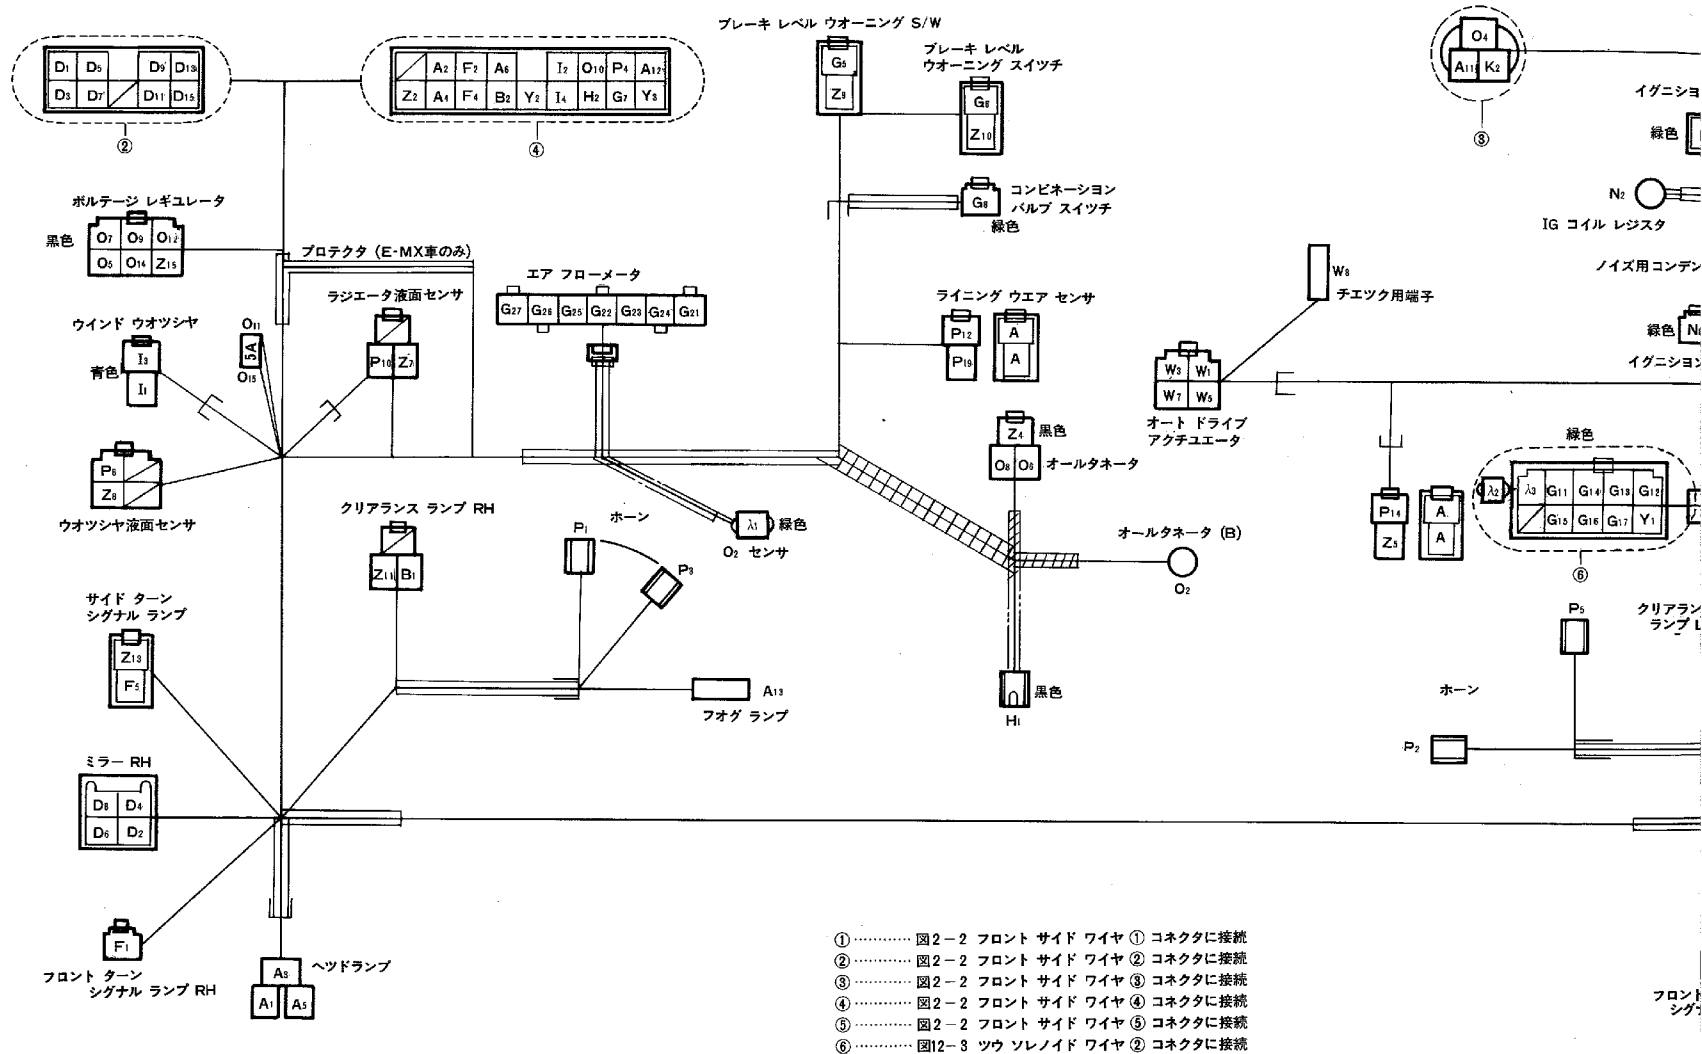 ブレーキ レベル ウオーニング S/W
ブレーキ レベル
ウオーニング スイツチ
D1 D5 D9 D13
D3 D7 D11 D15
②
A2 F2 A6 I2 O10 P4 A12
Z2 A4 F4 B2 Y2 I4 H2 G7 Y3
④
G5
Z9
G6
Z10
O4
A11 K2
③
イグニショ
緑色
N2
IG コイル レジスタ
ボルテージ レギュレータ
黒色
O7 O9 O12
O5 O14 Z15
コンビネーション
バルブ スイツチ
G8
緑色
プロテクタ (E-MX車のみ)
エア フローメータ
G27 G26 G25 G22 G23 G24 G21
ラジエータ液面センサ
P10 Z7
ウインド ウオツシヤ
青色
I3
I1
O11
5A
O15
ライニング ウエア センサ
P12
P19
A
A
W8
チエツク用端子
ノイズ用コンデン
緑色
イグニション
W3 W1
W7 W5
オート ドライブ
アクチユエータ
P6
Z8
ウオツシヤ液面センサ
Z4
黒色
O8 O6
オールタネータ
緑色
λ2
λ3 G11 G14 G13 G12
G15 G16 G17 Y1
⑥
P14
Z5
A
A
クリアランス ランプ RH
Z11 B1
ホーン
P1
P3
λ1
緑色
O2 センサ
オールタネータ (B)
O2
サイド ターン
シグナル ランプ
Z13
F5
A13
フオグ ランプ
黒色
H1
P5
クリアラン
ランプ L
ホーン
P2
ミラー RH
D8 D4
D6 D2
F1
フロント ターン
シグナル ランプ RH
ヘツドランプ
A3
A1 A5
① ………… 図2－2 フロント サイド ワイヤ ① コネクタに接続
② ………… 図2－2 フロント サイド ワイヤ ② コネクタに接続
③ ………… 図2－2 フロント サイド ワイヤ ③ コネクタに接続
④ ………… 図2－2 フロント サイド ワイヤ ④ コネクタに接続
⑤ ………… 図2－2 フロント サイド ワイヤ ⑤ コネクタに接続
⑥ ………… 図12－3 ツウ ソレノイド ワイヤ ② コネクタに接続
フロント
シグナ